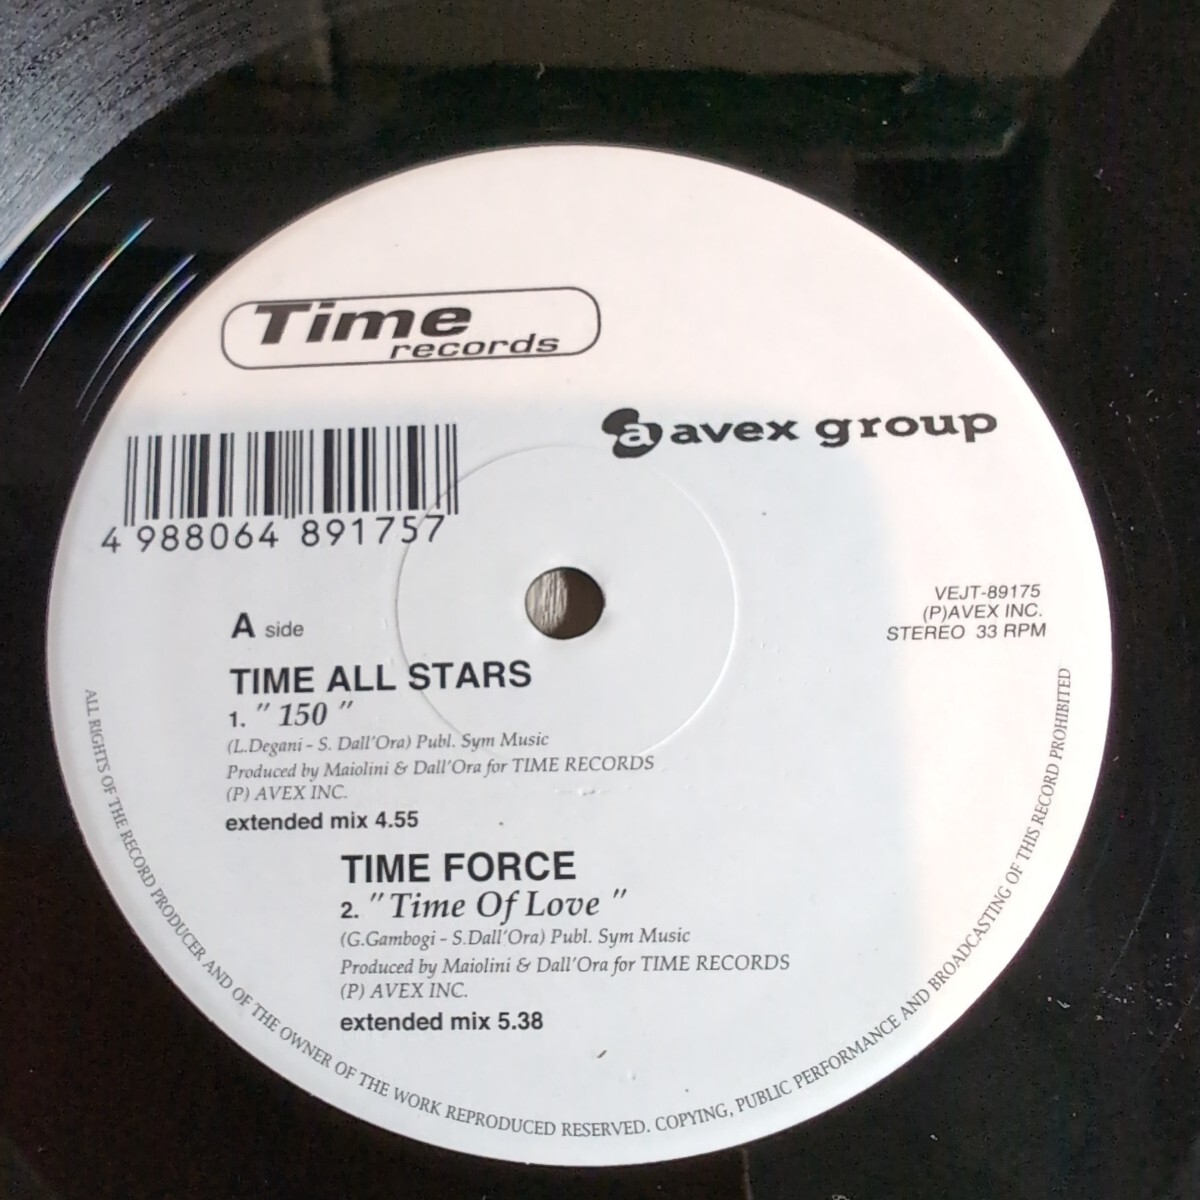 Time
records
a avex group
4 988064 891757
VEJT-89175
(P)AVEX INC.
STEREO 33 RPM
A side
TIME ALL STARS
1. " 150 "
(L.Degani - S. Dall'Ora) Publ. Sym Music
Produced by Maiolini & Dall'Ora for TIME RECORDS
(P) AVEX INC.
extended mix 4.55
TIME FORCE
2. "Time Of Love "
(G.Gambogi - S.Dall'Ora) Publ. Sym Music
Produced by Maiolini & Dall'Ora for TIME RECORDS
(P) AVEX INC.
extended mix 5.38
ALL RIGHTS OF THE RECORD PRODUCER AND OF THE OWNER OF THE WORK REPRODUCED RESERVED. COPYING, PUBLIC PERFORMANCE AND BROADCASTING OF THIS RECORD PROHIBITED